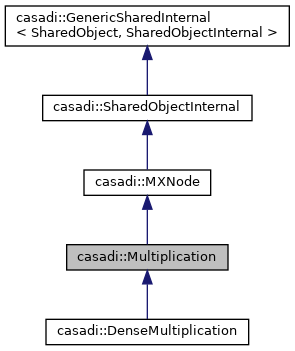 casadi::GenericSharedInternal
< SharedObject, SharedObjectInternal >
casadi::SharedObjectInternal
casadi::MXNode
casadi::Multiplication
casadi::DenseMultiplication